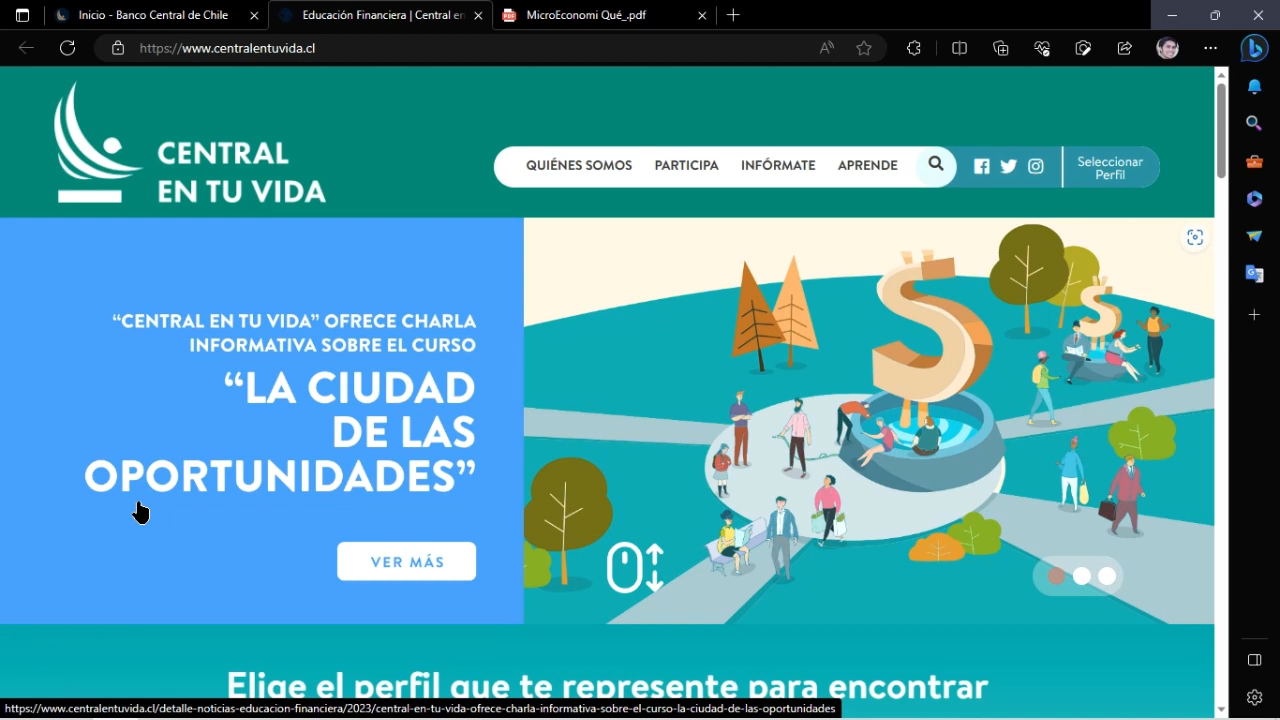 Inicio - Banco Central de Chile
Educación Financiera | Central en
MicroEconomi Qué_.pdf
https://www.centralentuvida.cl
CENTRAL
EN TU VIDA
QUIÉNES SOMOS
PARTICIPA
INFÓRMATE
APRENDE
Seleccionar
Perfil
“CENTRAL EN TU VIDA” OFRECE CHARLA
INFORMATIVA SOBRE EL CURSO
“LA CIUDAD
DE LAS
OPORTUNIDADES”
VER MÁS
Elige el perfil que te represente para encontrar
https://www.centralentuvida.cl/detalle-noticias-educacion-financiera/2023/central-en-tu-vida-ofrece-charla-informativa-sobre-el-curso-la-ciudad-de-las-oportunidades